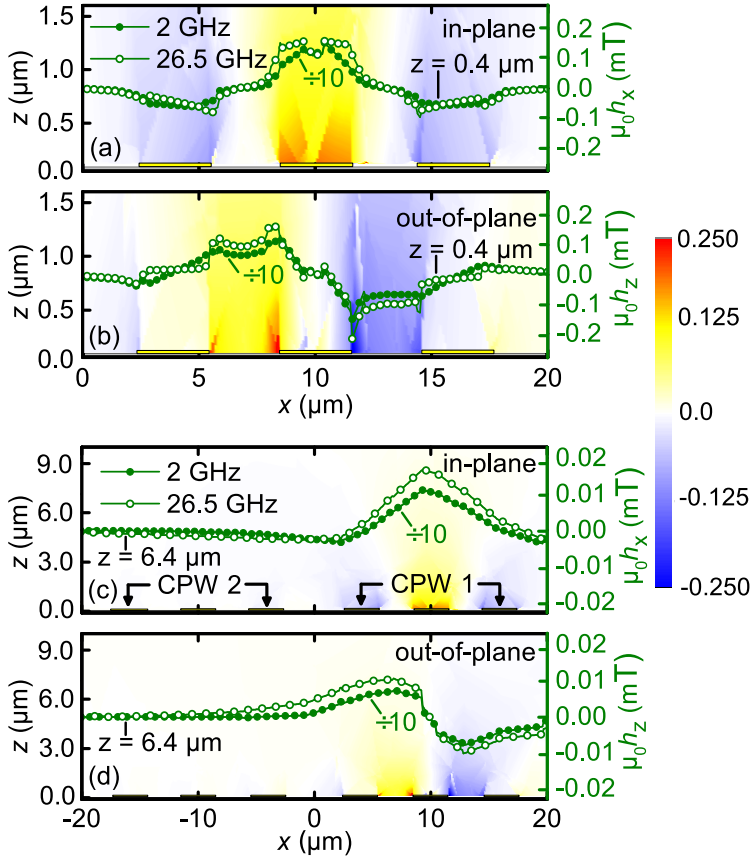 1.5
1.0
0.5
0.0
z (µm)
2 GHz
26.5 GHz
in-plane
z = 0.4 µm
÷10
(a)
0.2
0.1
0.0
-0.1
-0.2
µ0hx (mT)
1.5
1.0
0.5
0.0
z (µm)
out-of-plane
z = 0.4 µm
÷10
(b)
0.2
0.1
0.0
-0.1
-0.2
µ0hz (mT)
0 5 10 15 20
x (µm)
0.250
0.125
0.0
-0.125
-0.250
9.0
6.0
3.0
0.0
z (µm)
2 GHz
26.5 GHz
in-plane
÷10
z = 6.4 µm
(c)
CPW 2
CPW 1
0.02
0.01
0.00
-0.01
-0.02
µ0hx (mT)
9.0
6.0
3.0
0.0
z (µm)
out-of-plane
÷10
z = 6.4 µm
(d)
0.02
0.01
0.00
-0.01
-0.02
µ0hz (mT)
-20 -10 0 10 20
x (µm)